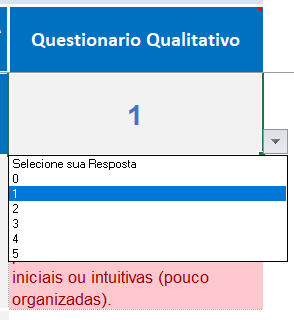 Questionario Qualitativo
1
Selecione sua Resposta
0
1
2
3
4
5
iniciais ou intuitivas (pouco
organizadas).